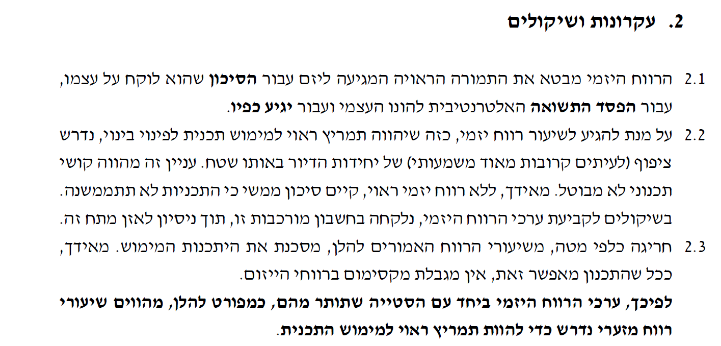 2. עקרונות ושיקולים
2.1 הרווח היזמי מבטא את התמורה הראויה המגיעה ליזם עבור הסיכון שהוא לוקח על עצמו,
עבור הפסד התשואה האלטרנטיבית להונו העצמי ועבור יגיע כפיו.
2.2 על מנת להגיע לשיעור רווח יזמי, כזה שיהווה תמריץ ראוי למימוש תכנית לפינוי בינוי, נדרש
ציפוף (לעיתים קרובות מאוד משמעותי) של יחידות הדיור באותו שטח. עניין זה מהווה קושי
תכנוני לא מבוטל. מאידך, ללא רווח יזמי ראוי, קיים סיכון ממשי כי התכניות לא תתממשנה.
בשיקולים לקביעת ערכי הרווח היזמי, נלקחה בחשבון מורכבות זו, תוך ניסיון לאזן מתח זה.
2.3 חריגה כלפי מטה, משיעורי הרווח האמורים להלן, מסכנת את היתכנות המימוש. מאידך,
ככל שהתכנון מאפשר זאת, אין מגבלת מקסימום ברווחי הייזום.
לפיכך, ערכי הרווח היזמי ביחד עם הסטייה שתותר מהם, כמפורט להלן, מהווים שיעורי
רווח מזערי נדרש כדי להוות תמריץ ראוי למימוש התכנית.